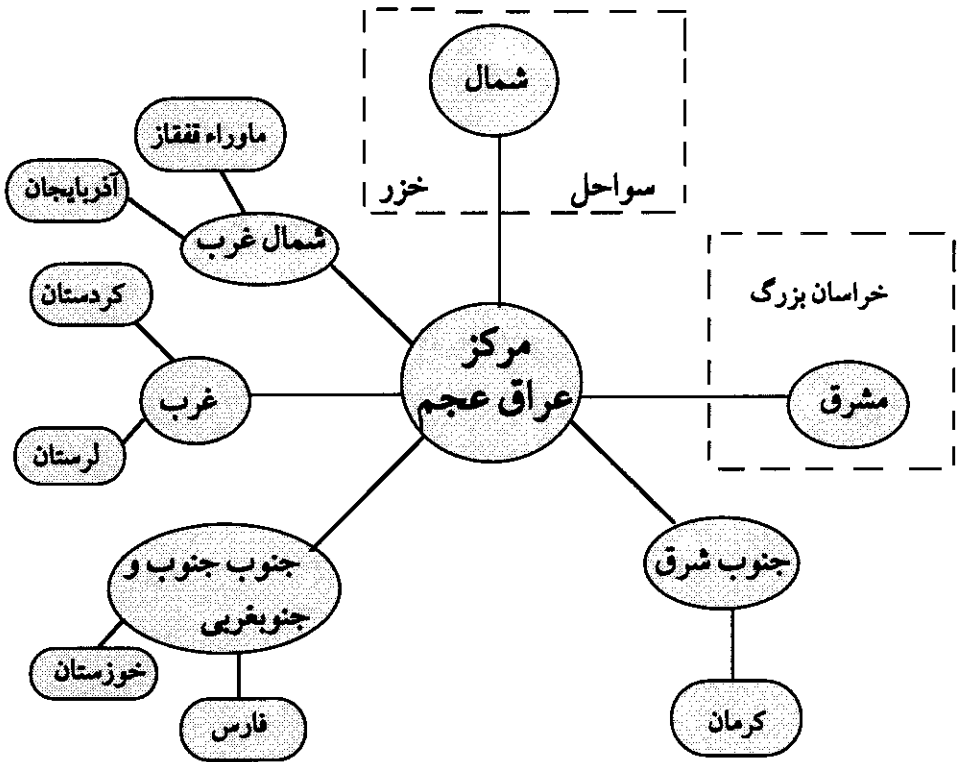 شمال
سواحل خزر
ماوراء قفقاز
آذربایجان
شمال غرب
خراسان بزرگ
مشرق
مرکز
عراق عجم
کردستان
غرب
لرستان
جنوب شرق
کرمان
جنوب جنوب و
جنوبغربی
خوزستان
فارس